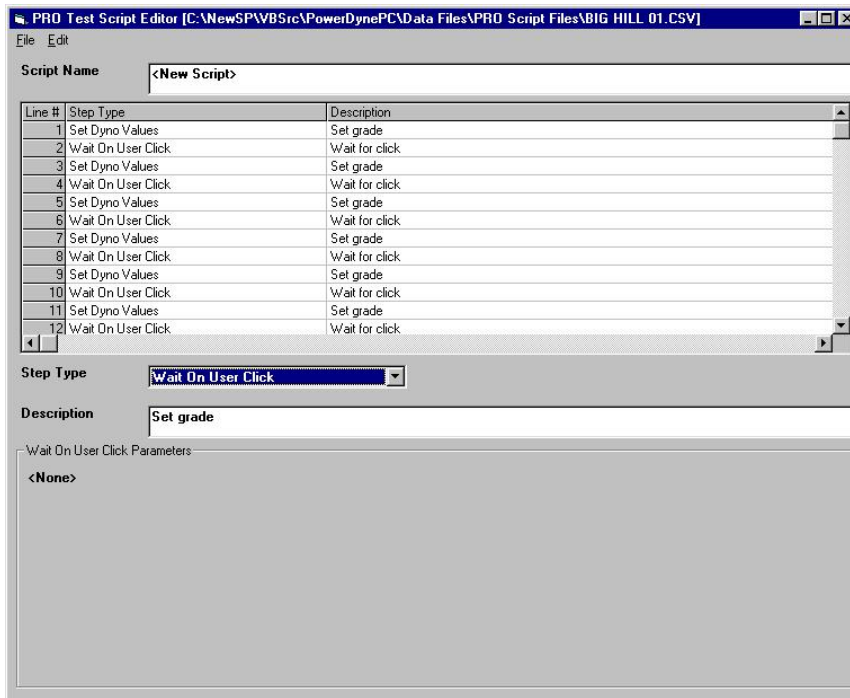 PRO Test Script Editor [C:\NewSP\VBSrc\PowerDynePC\Data Files\PRO Script Files\BIG HILL 01.CSV]
File Edit
Script Name <New Script>
Line # Step Type Description
1 Set Dyno Values Set grade
2 Wait On User Click Wait for click
3 Set Dyno Values Set grade
4 Wait On User Click Wait for click
5 Set Dyno Values Set grade
6 Wait On User Click Wait for click
7 Set Dyno Values Set grade
8 Wait On User Click Wait for click
9 Set Dyno Values Set grade
10 Wait On User Click Wait for click
11 Set Dyno Values Set grade
12 Wait On User Click Wait for click
Step Type Wait On User Click
Description Set grade
Wait On User Click Parameters
<None>